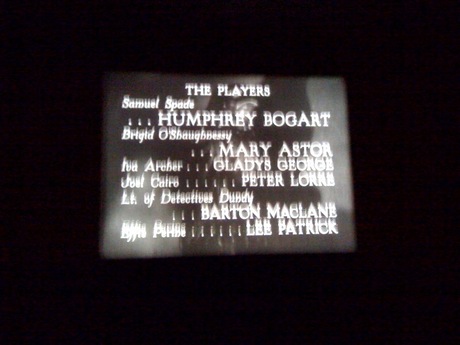 THE PLAYERS
Samuel Spade
. . . HUMPHREY BOGART
Brigid O'Shaughnessy
. . . MARY ASTOR
Iva Archer . . . GLADYS GEORGE
Joel Cairo . . . . . . PETER LORRE
Lt. of Detectives Dundy
. . . . BARTON MACLANE
Effie Perine . . . . . . LEE PATRICK